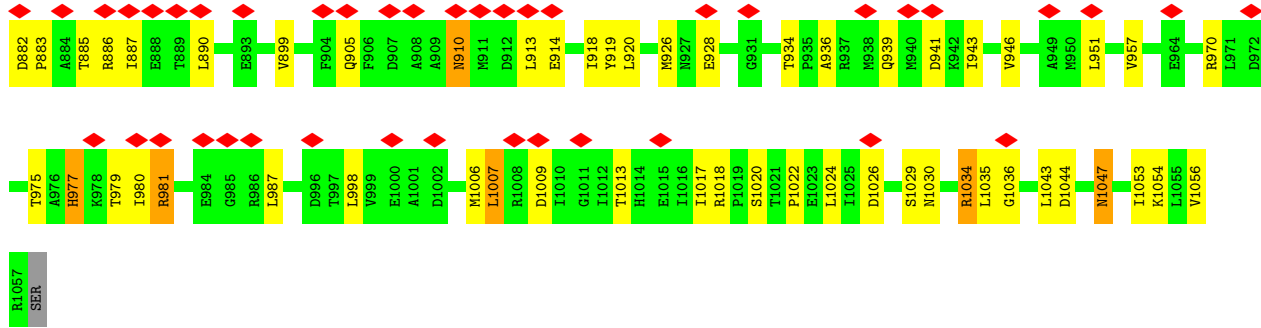 D882 P883 A884 T885 R886 I887 E888 T889 L890 E893 V899 F904 Q905 F906 D907 A908 A909 N910 M911 D912 L913 E914 I918 Y919 L920 M926 N927 E928 G931 T934 P935 A936 R937 M938 Q939 M940 D941 K942 I943 V946 A949 M950 L951 V957 E964 R970 L971 D972
T975 A976 H977 K978 T979 I980 R981 E984 G985 R986 L987 D996 T997 L998 V999 E1000 A1001 D1002 M1006 L1007 R1008 D1009 I1010 G1011 I1012 T1013 H1014 E1015 I1016 I1017 R1018 P1019 S1020 T1021 P1022 E1023 L1024 I1025 D1026 S1029 N1030 R1034 L1035 G1036 L1043 D1044 N1047 I1053 K1054 L1055 V1056
R1057 SER